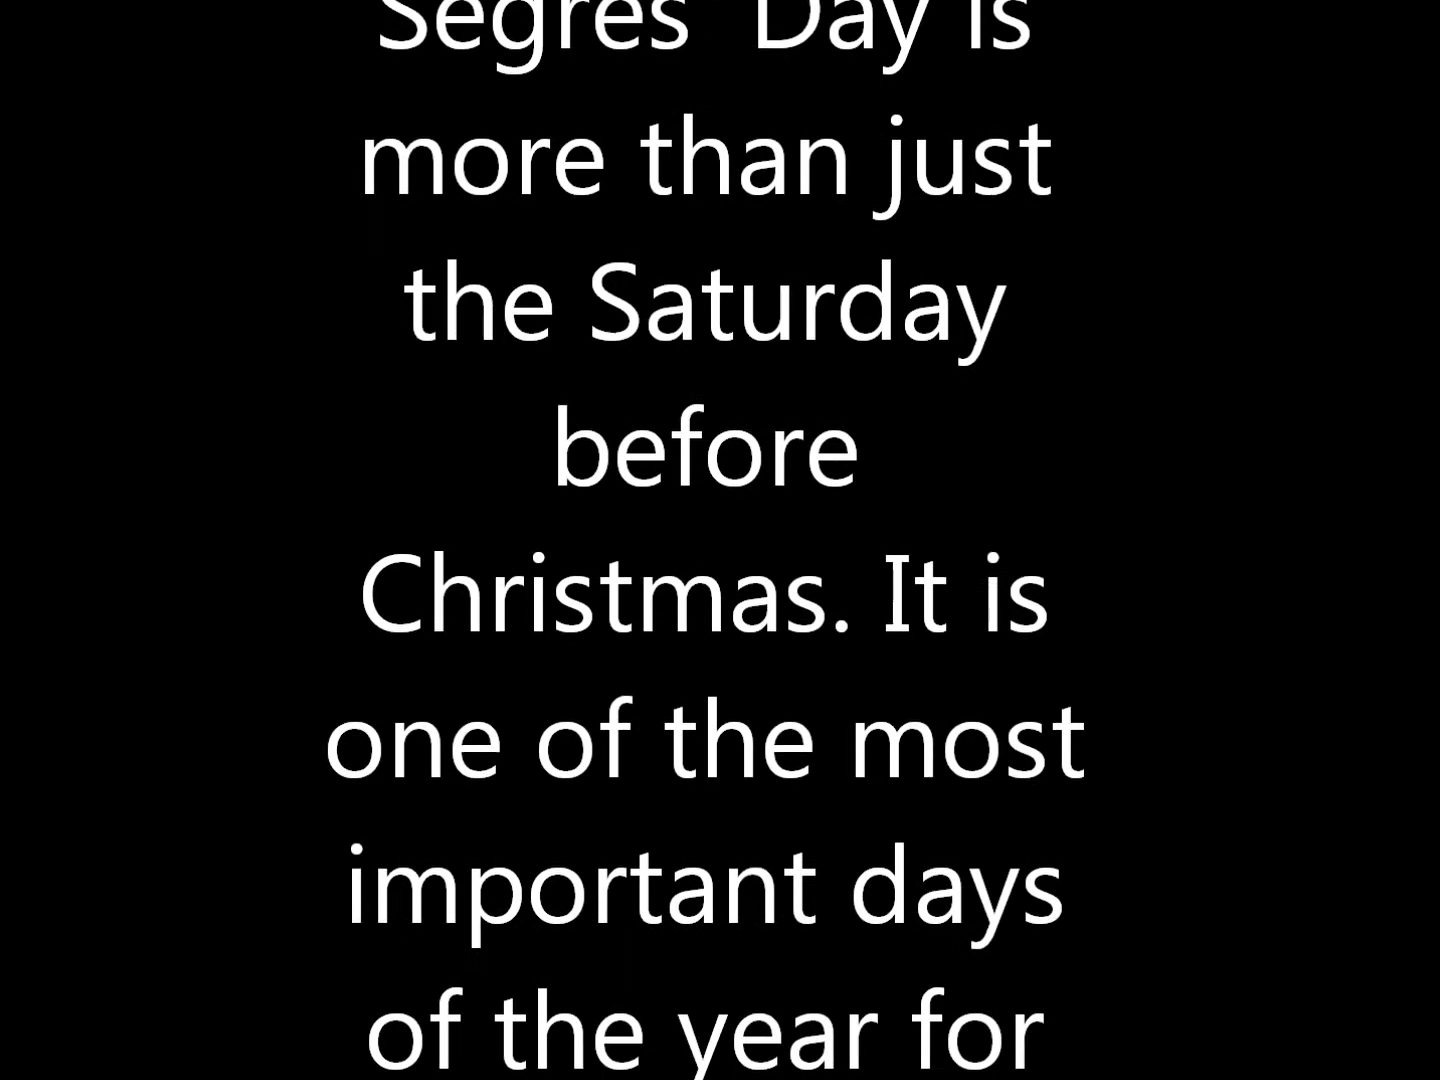 Segres' Day is
more than just
the Saturday
before
Christmas. It is
one of the most
important days
of the year for